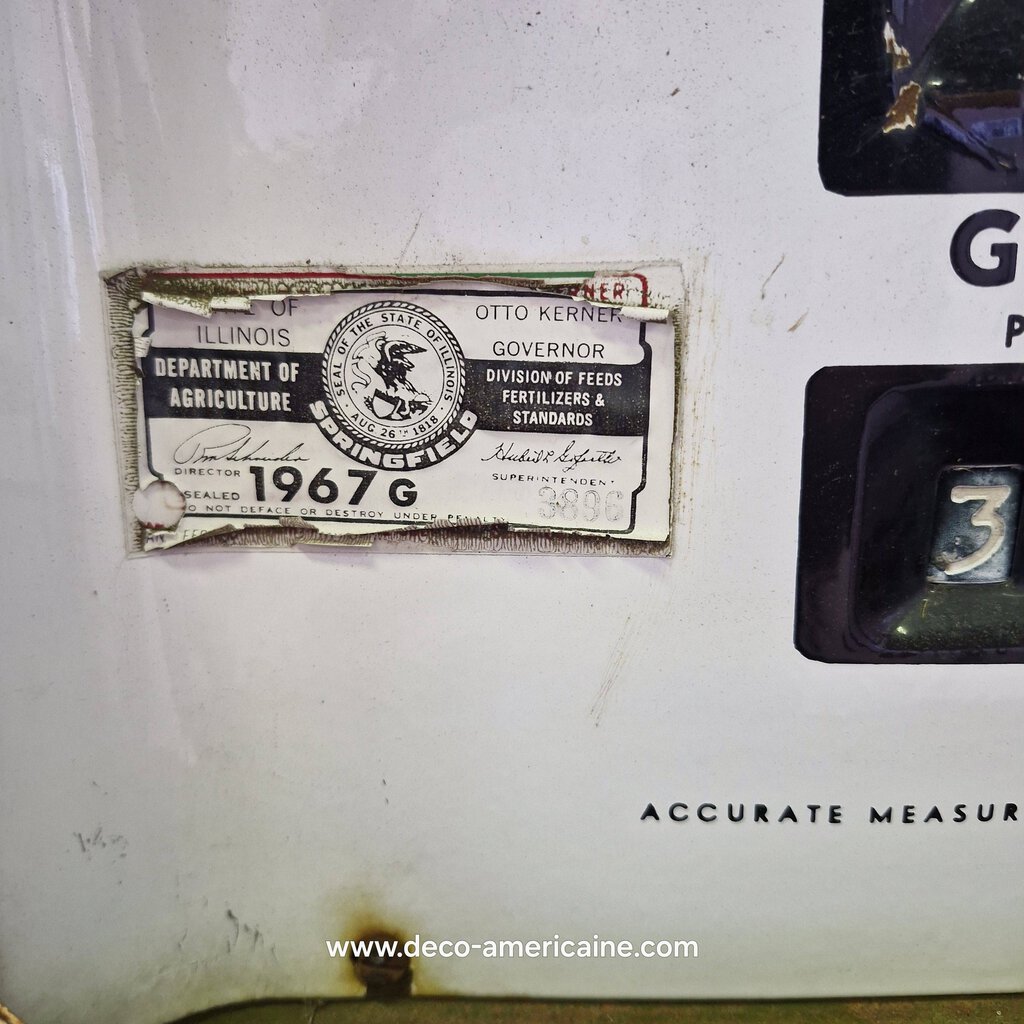 G
P
OF
ILLINOIS
OTTO KERNER
GOVERNOR
DEPARTMENT OF
AGRICULTURE
SEAL OF THE STATE OF ILLINOIS
AUG. 26TH 1818
SPRINGFIELD
DIVISION OF FEEDS
FERTILIZERS &
STANDARDS
DIRECTOR
SUPERINTENDENT
SEALED 1967 G
3896
DO NOT DEFACE OR DESTROY UNDER PENALTY
3
ACCURATE MEASUR
www.deco-americaine.com